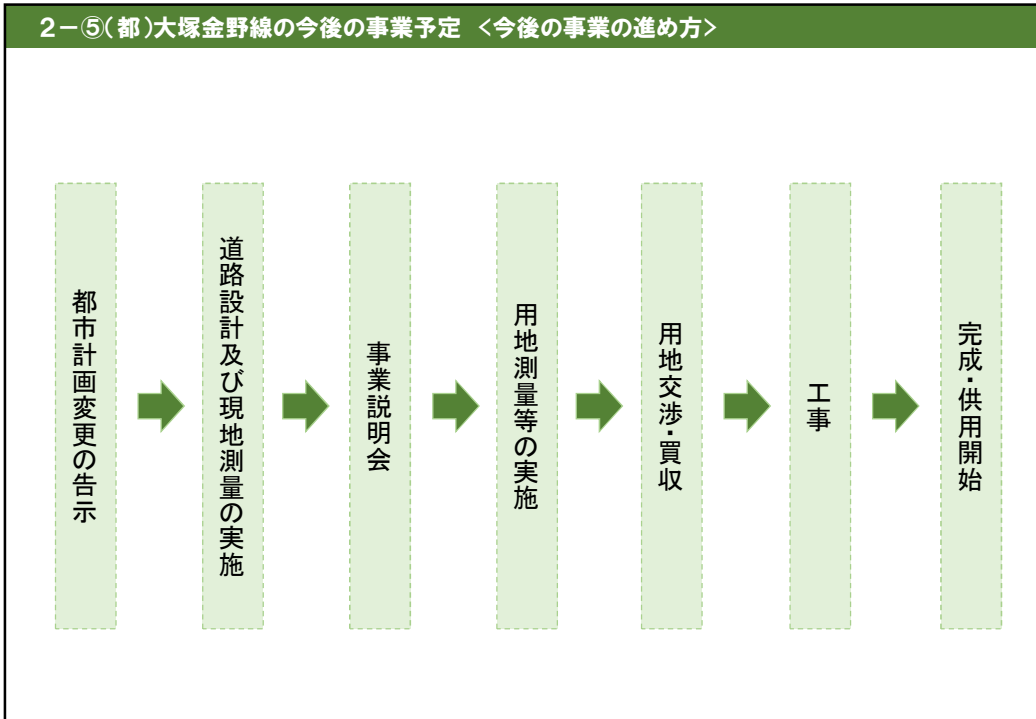 2-⑤(都)大塚金野線の今後の事業予定 <今後の事業の進め方>
都市計画変更の告示
道路設計及び現地測量の実施
事業説明会
用地測量等の実施
用地交渉・買収
工事
完成・供用開始